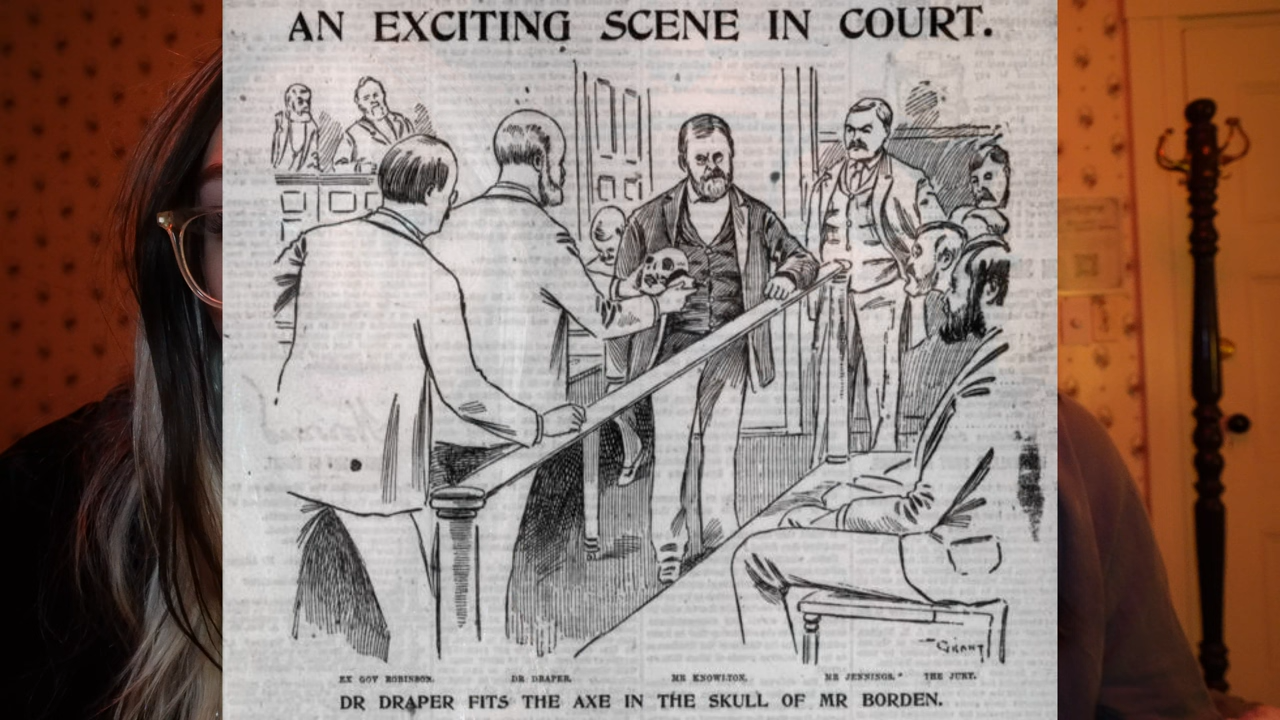 AN EXCITING SCENE IN COURT.
GRANT
EX GOV ROBINSON. DR DRAPER. MR KNOWLTON. MR JENNINGS. THE JURY.
DR DRAPER FITS THE AXE IN THE SKULL OF MR BORDEN.